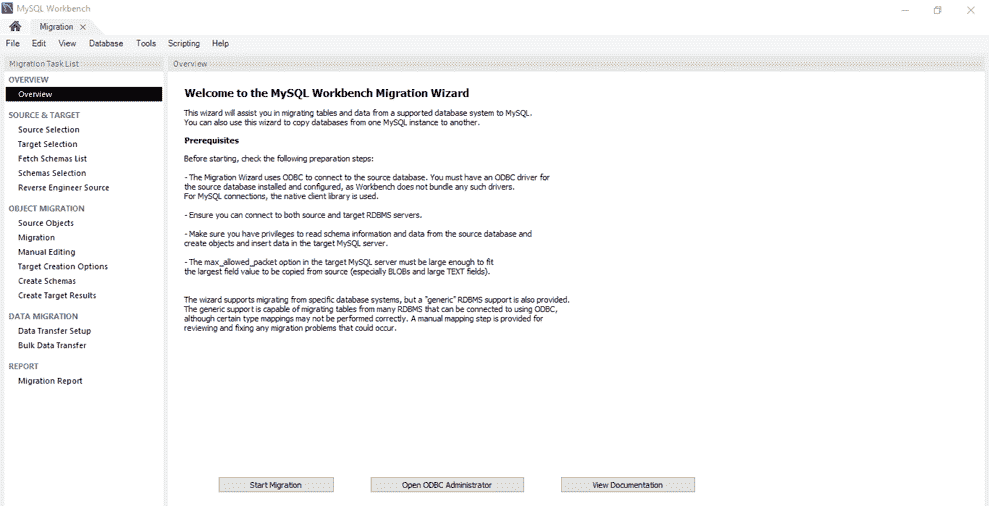 MySQL Workbench
Migration
File Edit View Database Tools Scripting Help
Migration Task List
OVERVIEW
Overview
SOURCE & TARGET
Source Selection
Target Selection
Fetch Schemas List
Schemas Selection
Reverse Engineer Source
OBJECT MIGRATION
Source Objects
Migration
Manual Editing
Target Creation Options
Create Schemas
Create Target Results
DATA MIGRATION
Data Transfer Setup
Bulk Data Transfer
REPORT
Migration Report
Overview
Welcome to the MySQL Workbench Migration Wizard
This wizard will assist you in migrating tables and data from a supported database system to MySQL.
You can also use this wizard to copy databases from one MySQL instance to another.
Prerequisites
Before starting, check the following preparation steps:
- The Migration Wizard uses ODBC to connect to the source database. You must have an ODBC driver for
the source database installed and configured, as Workbench does not bundle any such drivers.
For MySQL connections, the native client library is used.
- Ensure you can connect to both source and target RDBMS servers.
- Make sure you have privileges to read schema information and data from the source database and
create objects and insert data in the target MySQL server.
- The max_allowed_packet option in the target MySQL server must be large enough to fit
the largest field value to be copied from source (especially BLOBs and large TEXT fields).
The wizard supports migrating from specific database systems, but a "generic" RDBMS support is also provided.
The generic support is capable of migrating tables from many RDBMS that can be connected to using ODBC,
although certain type mappings may not be performed correctly. A manual mapping step is provided for
reviewing and fixing any migration problems that could occur.
Start Migration
Open ODBC Administrator
View Documentation